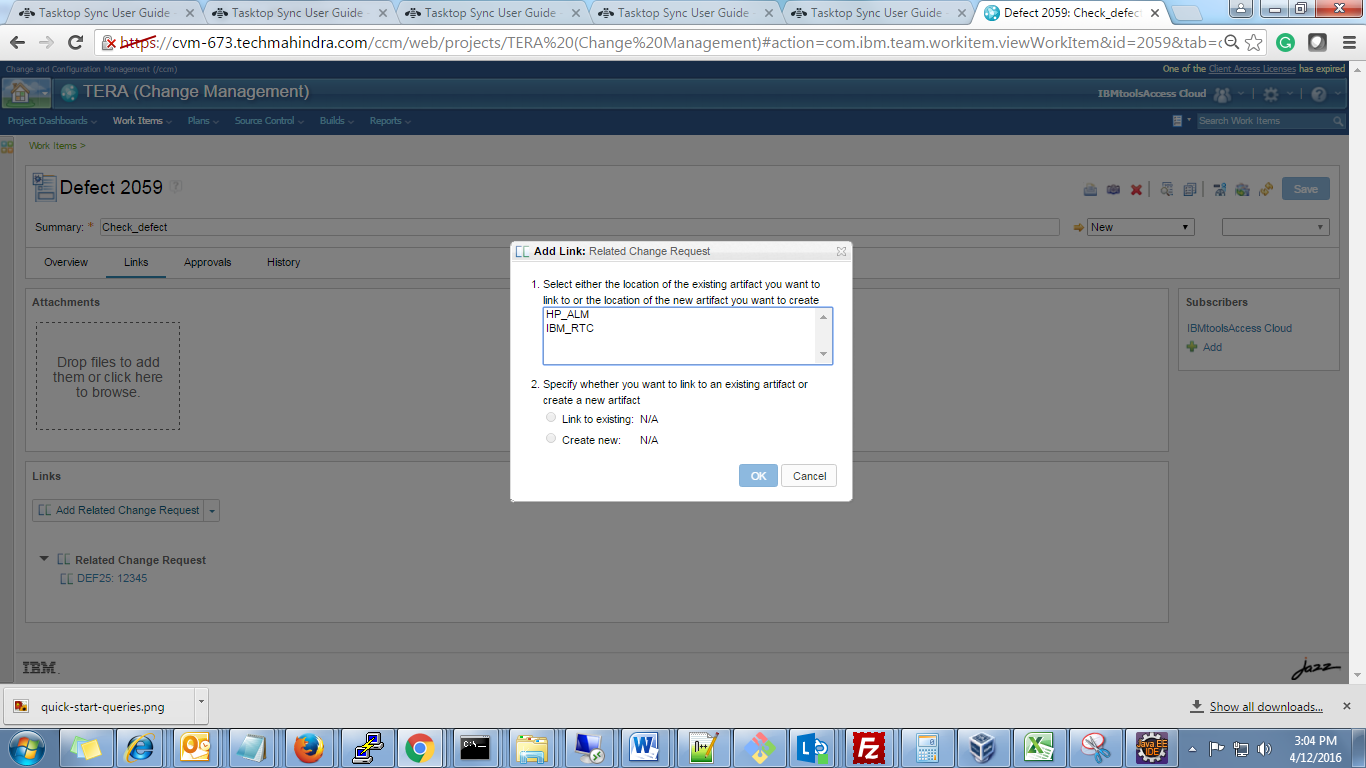 Tasktop Sync User Guide
Tasktop Sync User Guide
Tasktop Sync User Guide
Tasktop Sync User Guide
Tasktop Sync User Guide
Defect 2059: Check_defect
https://cvm-673.techmahindra.com/ccm/web/projects/TERA%20(Change%20Management)#action=com.ibm.team.workitem.viewWorkItem&id=2059&tab=c
Change and Configuration Management (/ccm)
One of the Client Access Licenses has expired
TERA (Change Management)
IBMtoolsAccess Cloud
Project Dashboards
Work Items
Plans
Source Control
Builds
Reports
Search Work Items
Work Items >
Defect 2059
Save
Summary: *
Check_defect
New
Overview
Links
Approvals
History
Add Link: Related Change Request
1. Select either the location of the existing artifact you want to
link to or the location of the new artifact you want to create
HP_ALM
IBM_RTC
2. Specify whether you want to link to an existing artifact or
create a new artifact
Link to existing: N/A
Create new: N/A
OK
Cancel
Attachments
Drop files to add
them or click here
to browse.
Subscribers
IBMtoolsAccess Cloud
Add
Links
Add Related Change Request
Related Change Request
DEF25: 12345
IBM.
Jazz
quick-start-queries.png
Show all downloads...
C:\.
Java EE
IDE
3:04 PM
4/12/2016